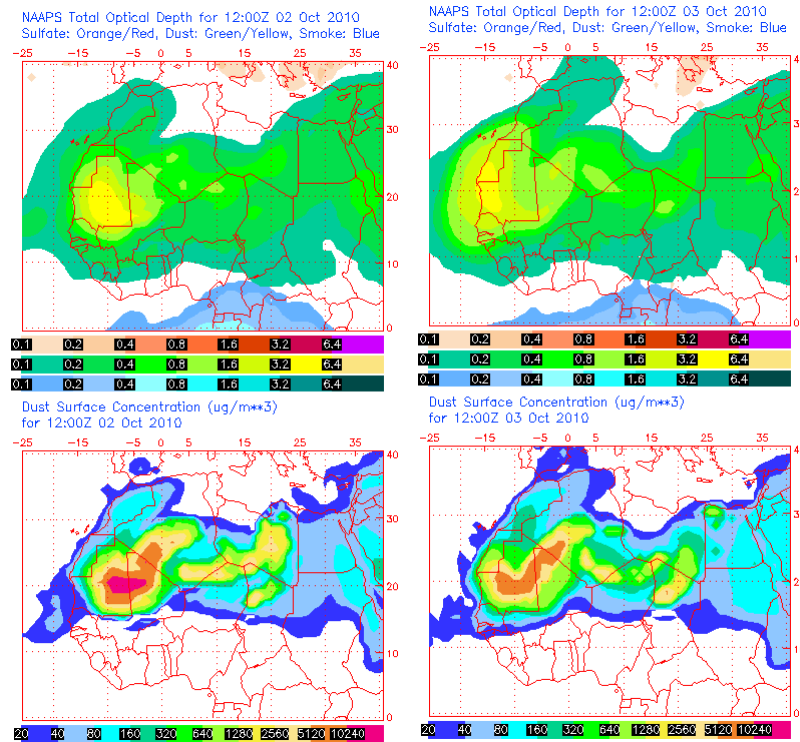 NAAPS Total Optical Depth for 12:00Z 02 Oct 2010
Sulfate: Orange/Red, Dust: Green/Yellow, Smoke: Blue
-25 -15 -5 0 5 15 25 35
40
30
20
10
0
0.1 0.2 0.4 0.8 1.6 3.2 6.4
0.1 0.2 0.4 0.8 1.6 3.2 6.4
0.1 0.2 0.4 0.8 1.6 3.2 6.4
NAAPS Total Optical Depth for 12:00Z 03 Oct 2010
Sulfate: Orange/Red, Dust: Green/Yellow, Smoke: Blue
-25 -15 -5 0 5 15 25 35
4
3
2
1
0
0.1 0.2 0.4 0.8 1.6 3.2 6.4
0.1 0.2 0.4 0.8 1.6 3.2 6.4
0.1 0.2 0.4 0.8 1.6 3.2 6.4
Dust Surface Concentration (ug/m**3)
for 12:00Z 02 Oct 2010
-25 -15 -5 0 5 15 25 35
40
30
20
10
0
20 40 80 160 320 640 1280 2560 5120 10240
Dust Surface Concentration (ug/m**3)
for 12:00Z 03 Oct 2010
-25 -15 -5 0 5 15 25 35
4
3
2
1
0
20 40 80 160 320 640 1280 2560 5120 10240